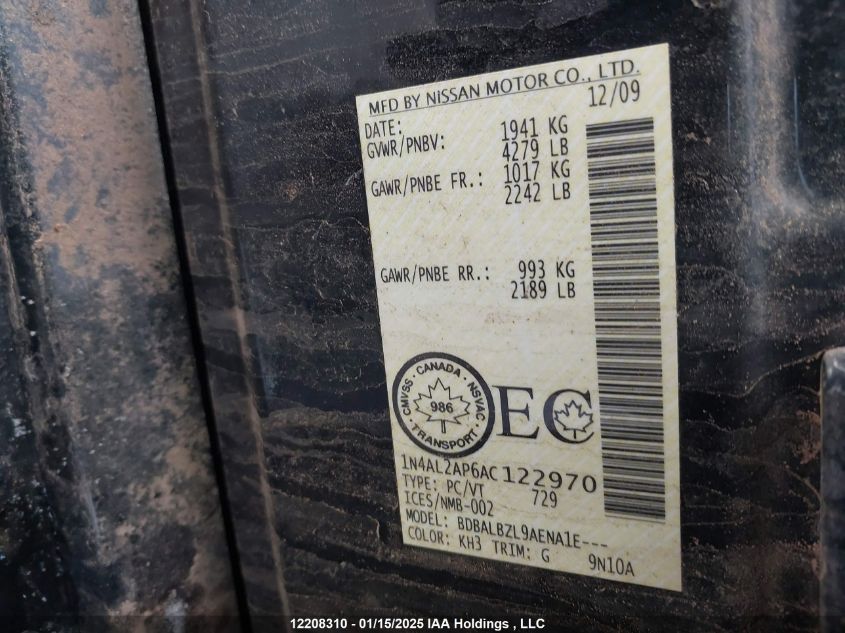 MFD BY NISSAN MOTOR CO., LTD.
DATE: 12/09
GVWR/PNBV: 1941 KG
4279 LB
GAWR/PNBE FR.: 1017 KG
2242 LB
GAWR/PNBE RR.: 993 KG
2189 LB
CMVSS · CANADA · NSVAC
986
· TRANSPORT ·
EC
1N4AL2AP6AC122970
TYPE: PC/VT 729
ICES/NMB-002
MODEL: BDBALBZL9AENA1E---
COLOR: KH3 TRIM: G 9N10A
12208310 - 01/15/2025 IAA Holdings , LLC